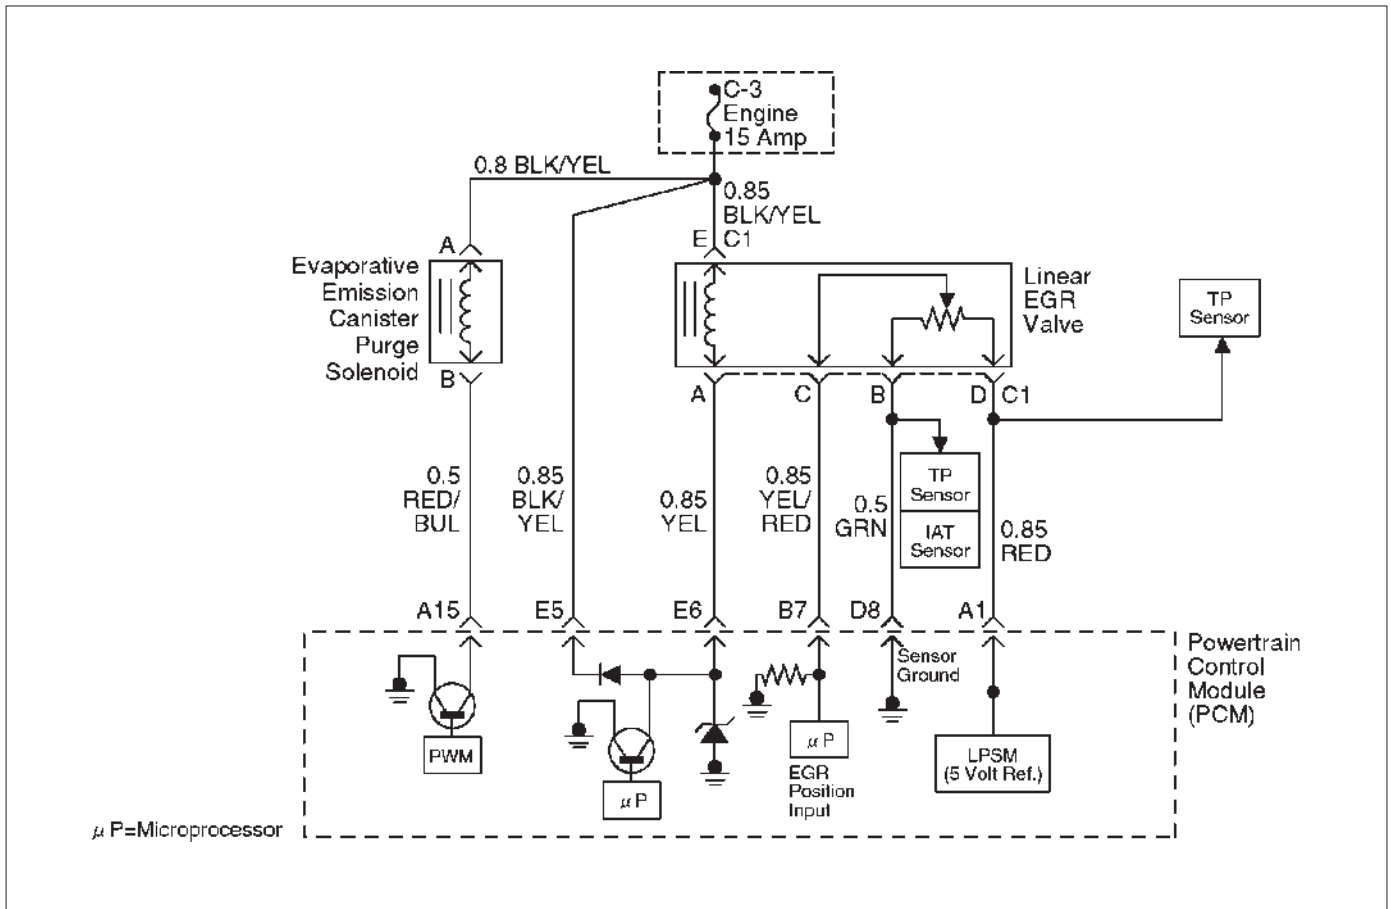 C-3
Engine
15 Amp
0.8 BLK/YEL
0.85
BLK/YEL
A
E
C1
Evaporative
Emission
Canister
Purge
Solenoid
Linear
EGR
Valve
TP
Sensor
B
A
C
B
D
C1
0.5
RED/
BUL
0.85
BLK/
YEL
0.85
YEL
0.85
YEL/
RED
0.5
GRN
TP
Sensor
IAT
Sensor
0.85
RED
A15
E5
E6
B7
D8
A1
Powertrain
Control
Module
(PCM)
Sensor
Ground
PWM
μ P
μ P
EGR
Position
Input
LPSM
(5 Volt Ref.)
μ P=Microprocessor